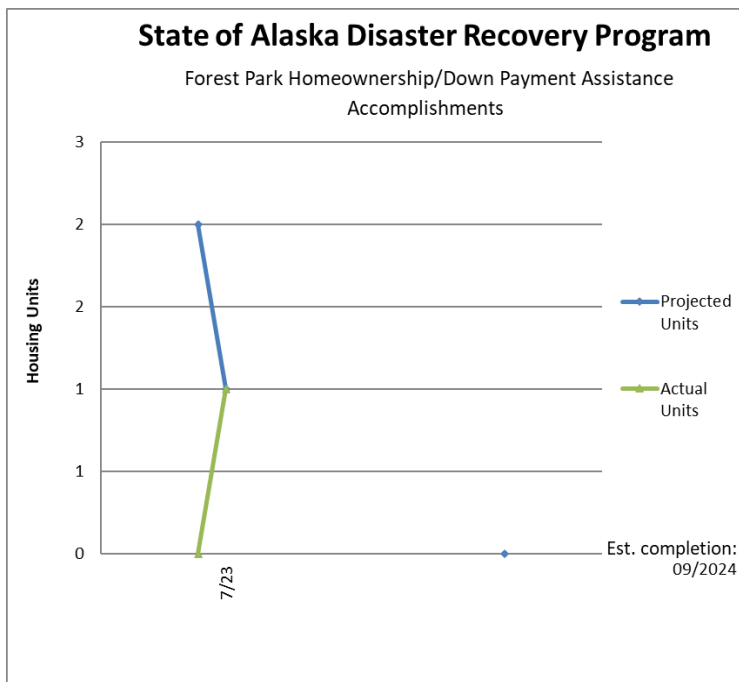 State of Alaska Disaster Recovery Program
Forest Park Homeownership/Down Payment Assistance
Accomplishments
3
2
2
1
1
0
Housing Units
7/23
Projected
Units
Actual
Units
Est. completion:
09/2024